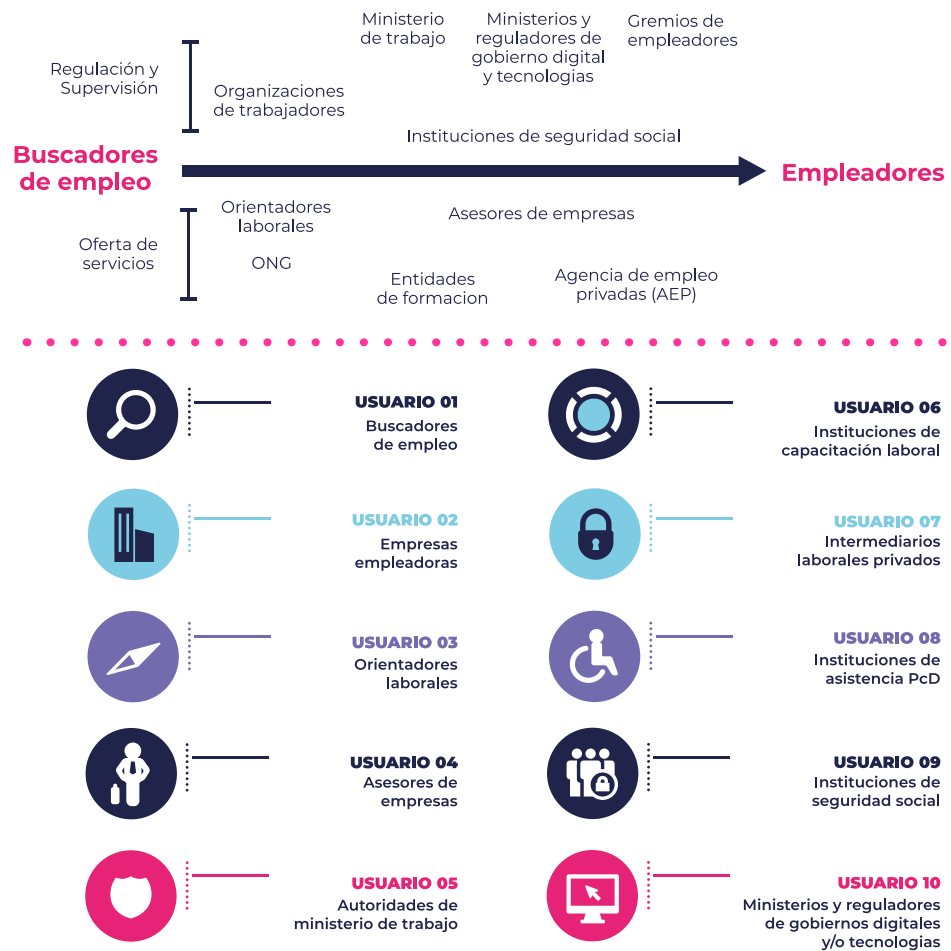 Ministerio
de trabajo
Ministerios y
reguladores de
gobierno digital
y tecnologias
Gremios de
empleadores
Regulación y
Supervisión
Organizaciones
de trabajadores
Instituciones de seguridad social
Buscadores
de empleo
Empleadores
Orientadores
laborales
Asesores de empresas
Oferta de
servicios
ONG
Entidades
de formacion
Agencia de empleo
privadas (AEP)
USUARIO 01
Buscadores
de empleo
USUARIO 06
Instituciones de
capacitación laboral
USUARIO 02
Empresas
empleadoras
USUARIO 07
Intermediarios
laborales privados
USUARIO 03
Orientadores
laborales
USUARIO 08
Instituciones de
asistencia PcD
USUARIO 04
Asesores de
empresas
USUARIO 09
Instituciones de
seguridad social
USUARIO 05
Autoridades de
ministerio de trabajo
USUARIO 10
Ministerios y reguladores
de gobiernos digitales
y/o tecnologias